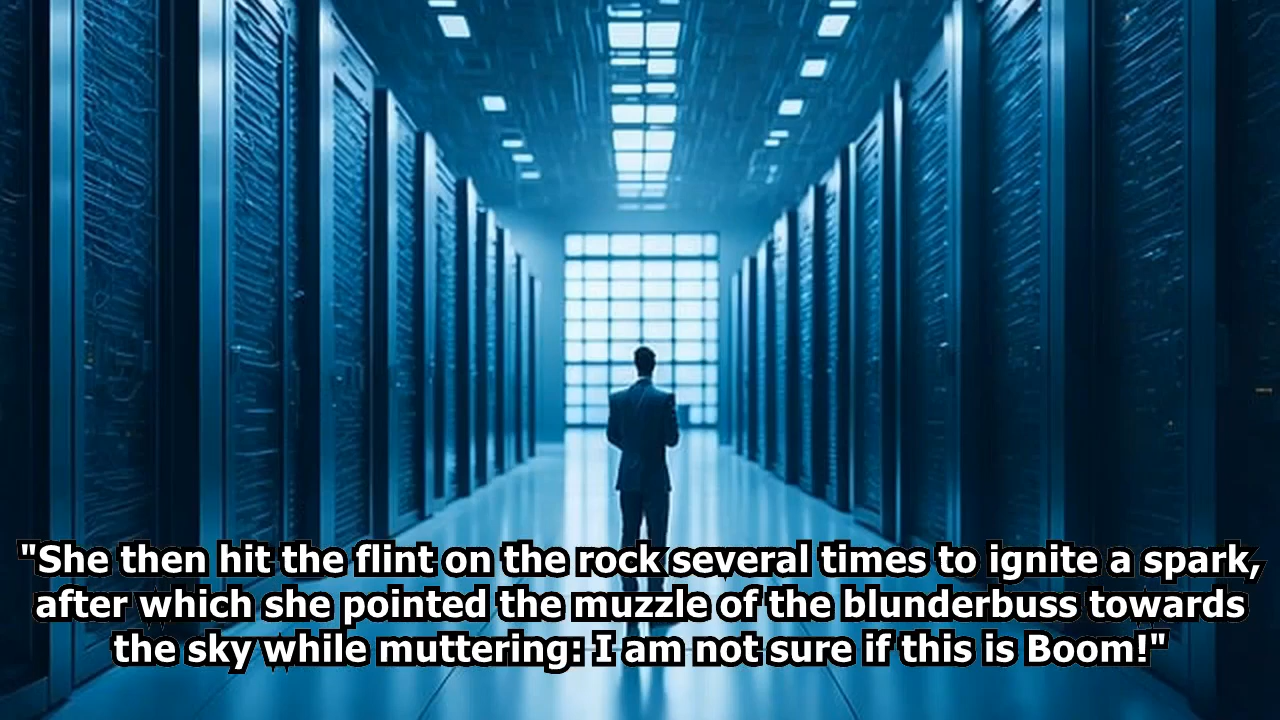 "She then hit the flint on the rock several times to ignite a spark,
after which she pointed the muzzle of the blunderbuss towards
the sky while muttering: I am not sure if this is Boom!"